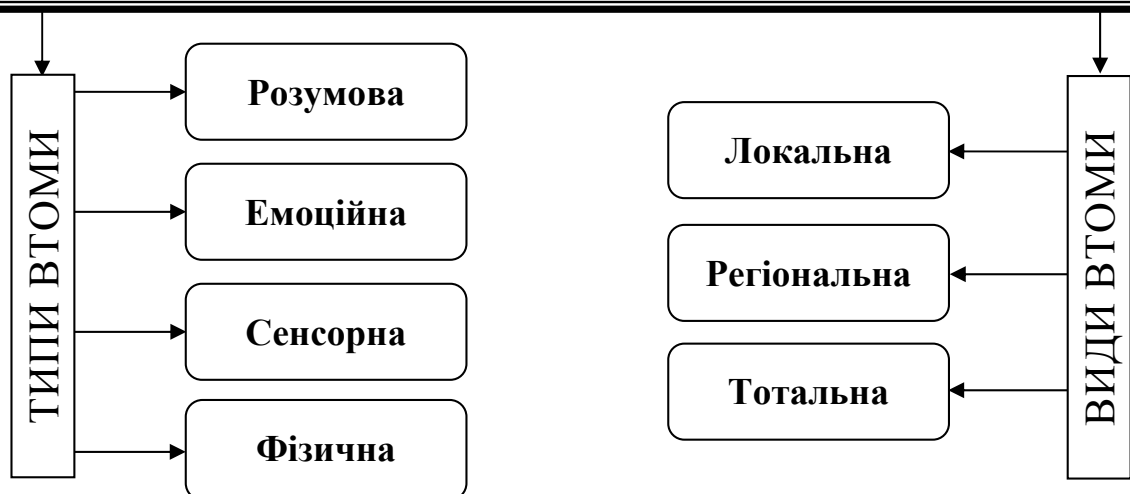 ТИПИ ВТОМИ
Розумова
Емоційна
Сенсорна
Фізична
Локальна
Регіональна
Тотальна
ВИДИ ВТОМИ